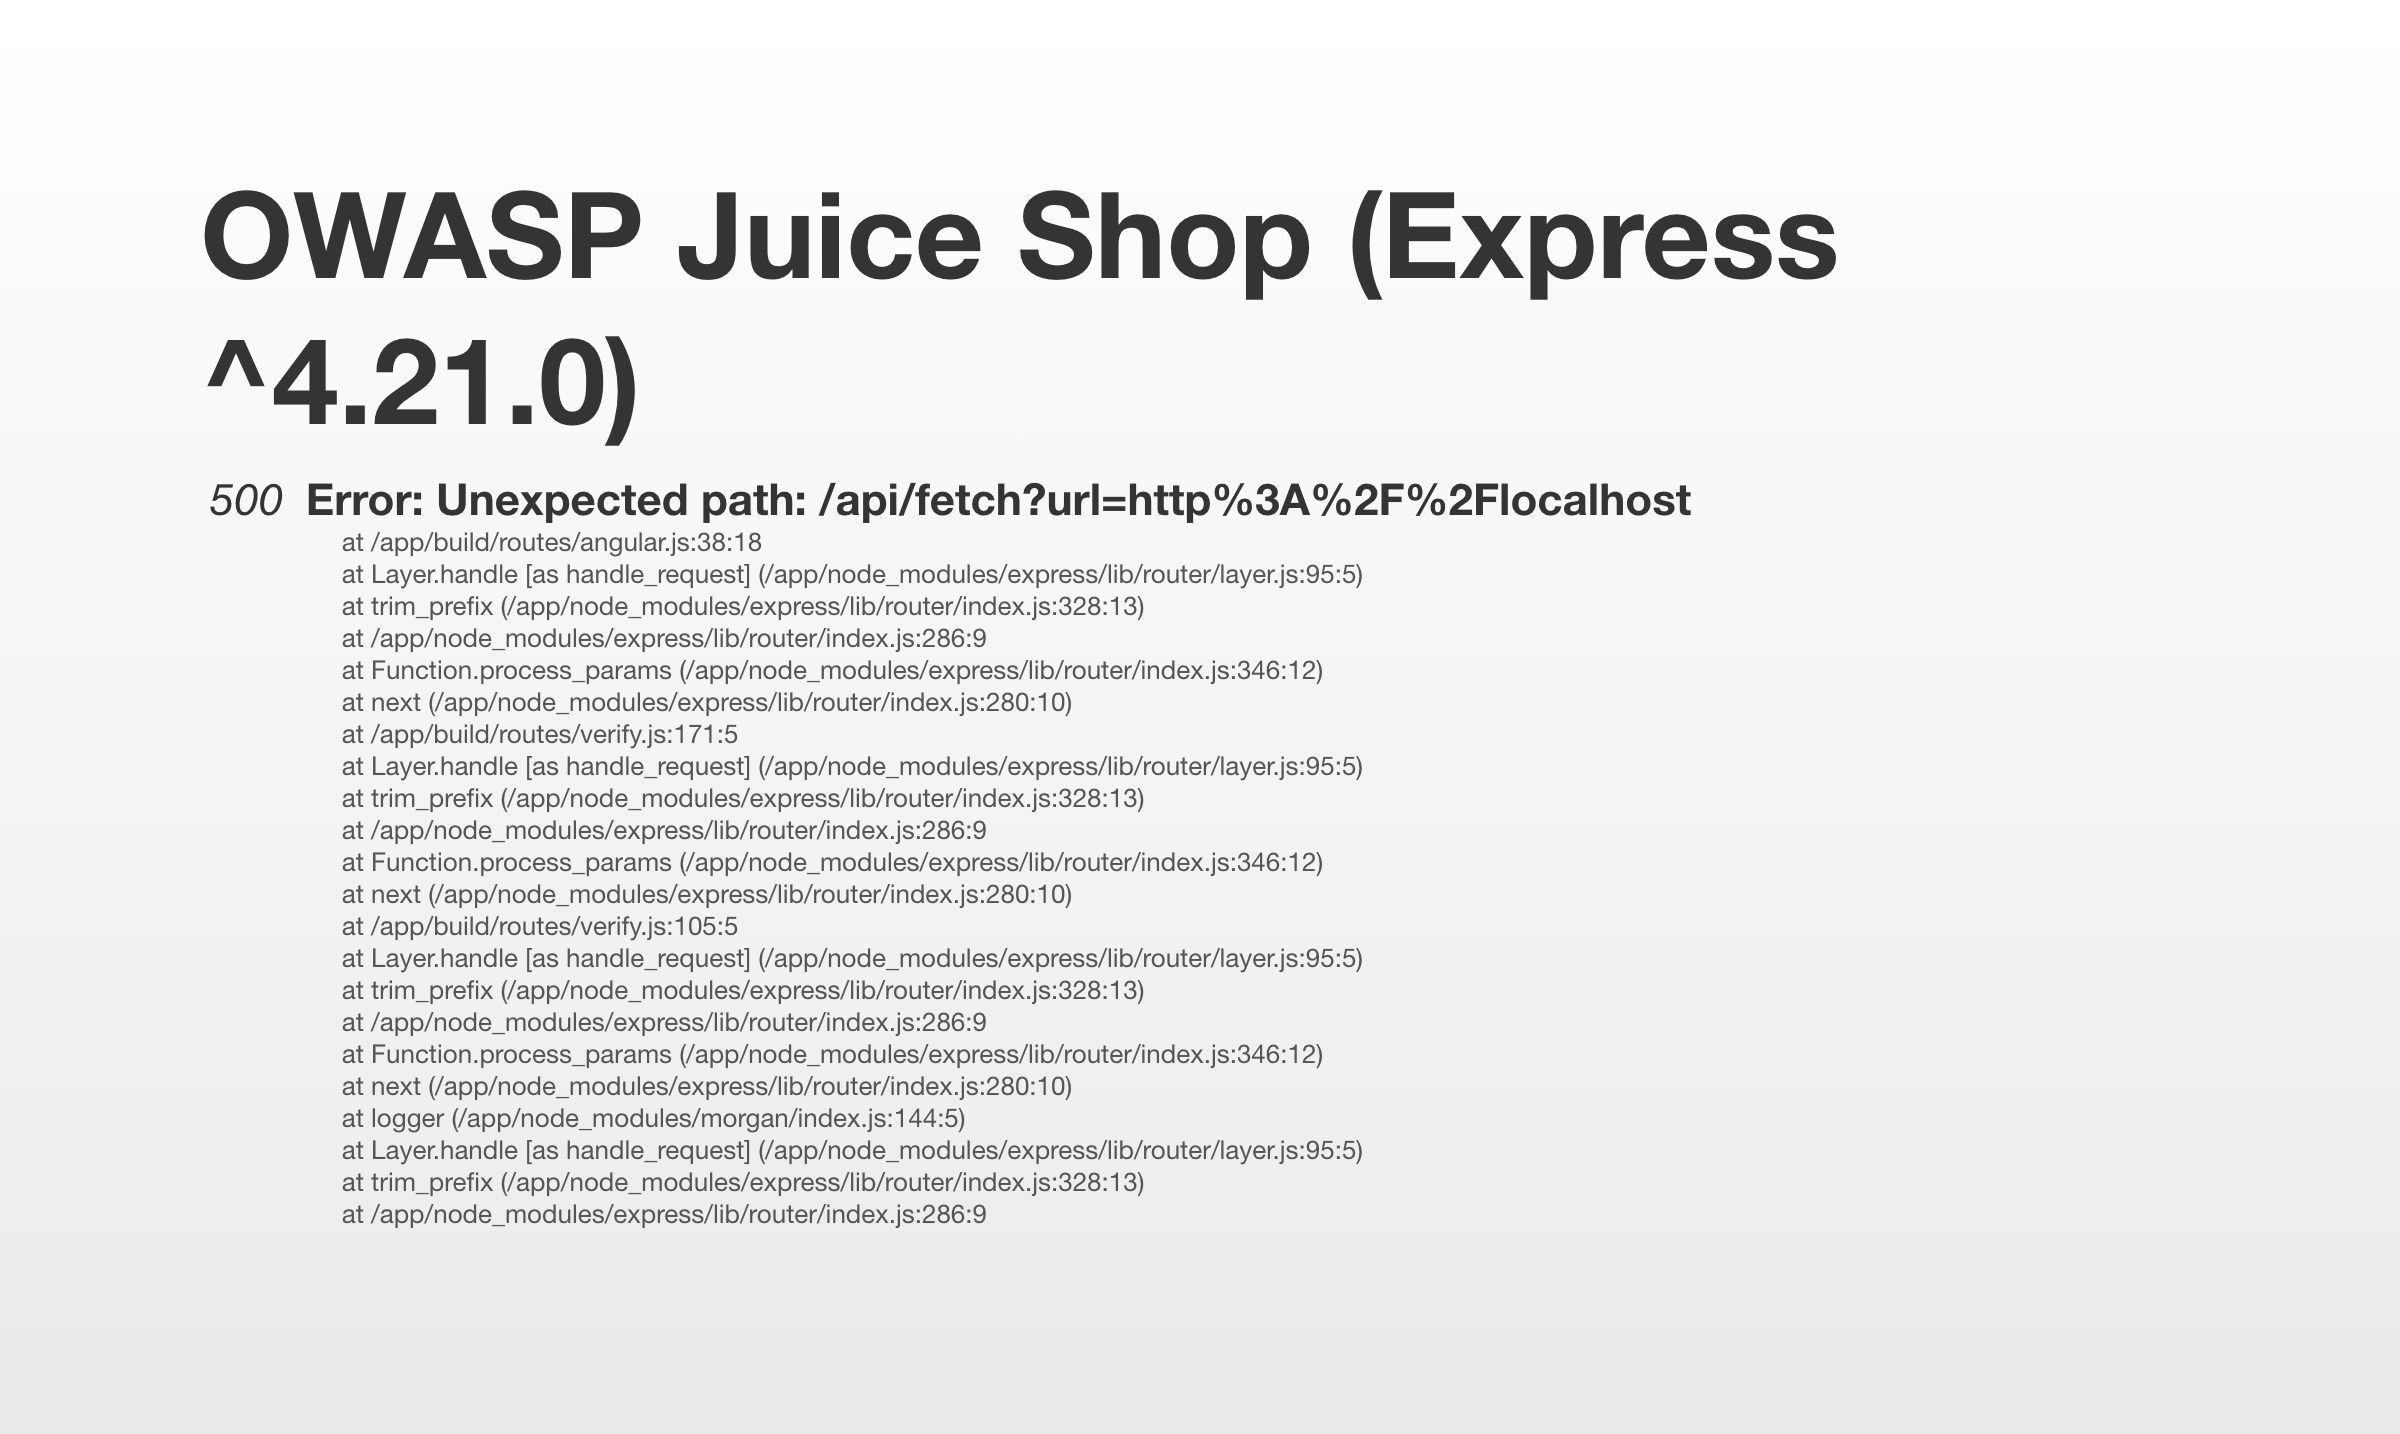 OWASP Juice Shop (Express
^4.21.0)
500 Error: Unexpected path: /api/fetch?url=http%3A%2F%2Flocalhost
at /app/build/routes/angular.js:38:18
at Layer.handle [as handle_request] (/app/node_modules/express/lib/router/layer.js:95:5)
at trim_prefix (/app/node_modules/express/lib/router/index.js:328:13)
at /app/node_modules/express/lib/router/index.js:286:9
at Function.process_params (/app/node_modules/express/lib/router/index.js:346:12)
at next (/app/node_modules/express/lib/router/index.js:280:10)
at /app/build/routes/verify.js:171:5
at Layer.handle [as handle_request] (/app/node_modules/express/lib/router/layer.js:95:5)
at trim_prefix (/app/node_modules/express/lib/router/index.js:328:13)
at /app/node_modules/express/lib/router/index.js:286:9
at Function.process_params (/app/node_modules/express/lib/router/index.js:346:12)
at next (/app/node_modules/express/lib/router/index.js:280:10)
at /app/build/routes/verify.js:105:5
at Layer.handle [as handle_request] (/app/node_modules/express/lib/router/layer.js:95:5)
at trim_prefix (/app/node_modules/express/lib/router/index.js:328:13)
at /app/node_modules/express/lib/router/index.js:286:9
at Function.process_params (/app/node_modules/express/lib/router/index.js:346:12)
at next (/app/node_modules/express/lib/router/index.js:280:10)
at logger (/app/node_modules/morgan/index.js:144:5)
at Layer.handle [as handle_request] (/app/node_modules/express/lib/router/layer.js:95:5)
at trim_prefix (/app/node_modules/express/lib/router/index.js:328:13)
at /app/node_modules/express/lib/router/index.js:286:9